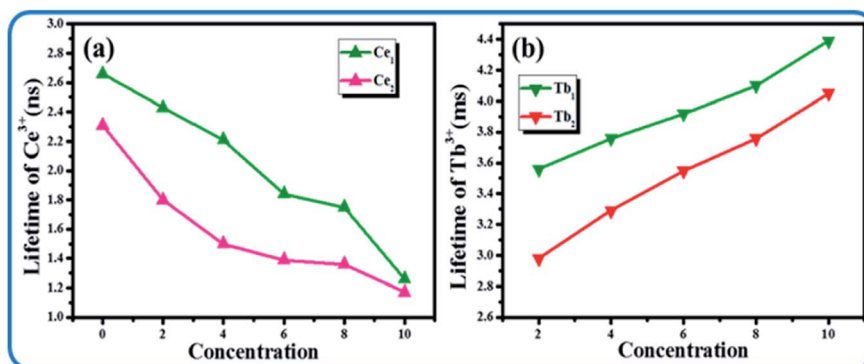 (a)
Ce₁
Ce₂
3.0
2.8
2.6
2.4
2.2
2.0
1.8
1.6
1.4
1.2
1.0
0 2 4 6 8 10
Lifetime of Ce³⁺(ns)
Concentration
(b)
Tb₁
Tb₂
4.4
4.2
4.0
3.8
3.6
3.4
3.2
3.0
2.8
2.6
2 4 6 8 10
Lifetime of Tb³⁺(ms)
Concentration